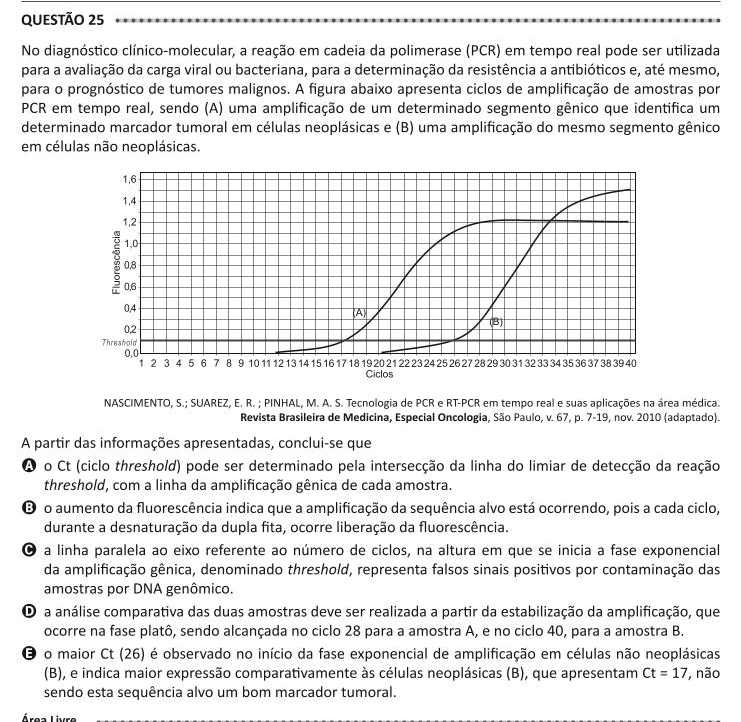 QUESTÃO 25
No diagnóstico clínico-molecular, a reação em cadeia da polimerase (PCR) em tempo real pode ser utilizada
para a avaliação da carga viral ou bacteriana, para a determinação da resistência a antibióticos e, até mesmo,
para o prognóstico de tumores malignos. A figura abaixo apresenta ciclos de amplificação de amostras por
PCR em tempo real, sendo (A) uma amplificação de um determinado segmento gênico que identifica um
determinado marcador tumoral em células neoplásicas e (B) uma amplificação do mesmo segmento gênico
em células não neoplásicas.
1,6
1,4
1,2
1,0
0,8
0,6
0,4
0,2
0,0
Fluorescência
Threshold
(A)
(B)
1 2 3 4 5 6 7 8 9 10 11 12 13 14 15 16 17 18 19 20 21 22 23 24 25 26 27 28 29 30 31 32 33 34 35 36 37 38 39 40
Ciclos
NASCIMENTO, S.; SUAREZ, E. R. ; PINHAL, M. A. S. Tecnologia de PCR e RT-PCR em tempo real e suas aplicações na área médica.
Revista Brasileira de Medicina, Especial Oncologia, São Paulo, v. 67, p. 7-19, nov. 2010 (adaptado).
A partir das informações apresentadas, conclui-se que
A o Ct (ciclo threshold) pode ser determinado pela intersecção da linha do limiar de detecção da reação
threshold, com a linha da amplificação gênica de cada amostra.
B o aumento da fluorescência indica que a amplificação da sequência alvo está ocorrendo, pois a cada ciclo,
durante a desnaturação da dupla fita, ocorre liberação da fluorescência.
C a linha paralela ao eixo referente ao número de ciclos, na altura em que se inicia a fase exponencial
da amplificação gênica, denominado threshold, representa falsos sinais positivos por contaminação das
amostras por DNA genômico.
D a análise comparativa das duas amostras deve ser realizada a partir da estabilização da amplificação, que
ocorre na fase platô, sendo alcançada no ciclo 28 para a amostra A, e no ciclo 40, para a amostra B.
E o maior Ct (26) é observado no início da fase exponencial de amplificação em células não neoplásicas
(B), e indica maior expressão comparativamente às células neoplásicas (B), que apresentam Ct = 17, não
sendo esta sequência alvo um bom marcador tumoral.
Área Livre